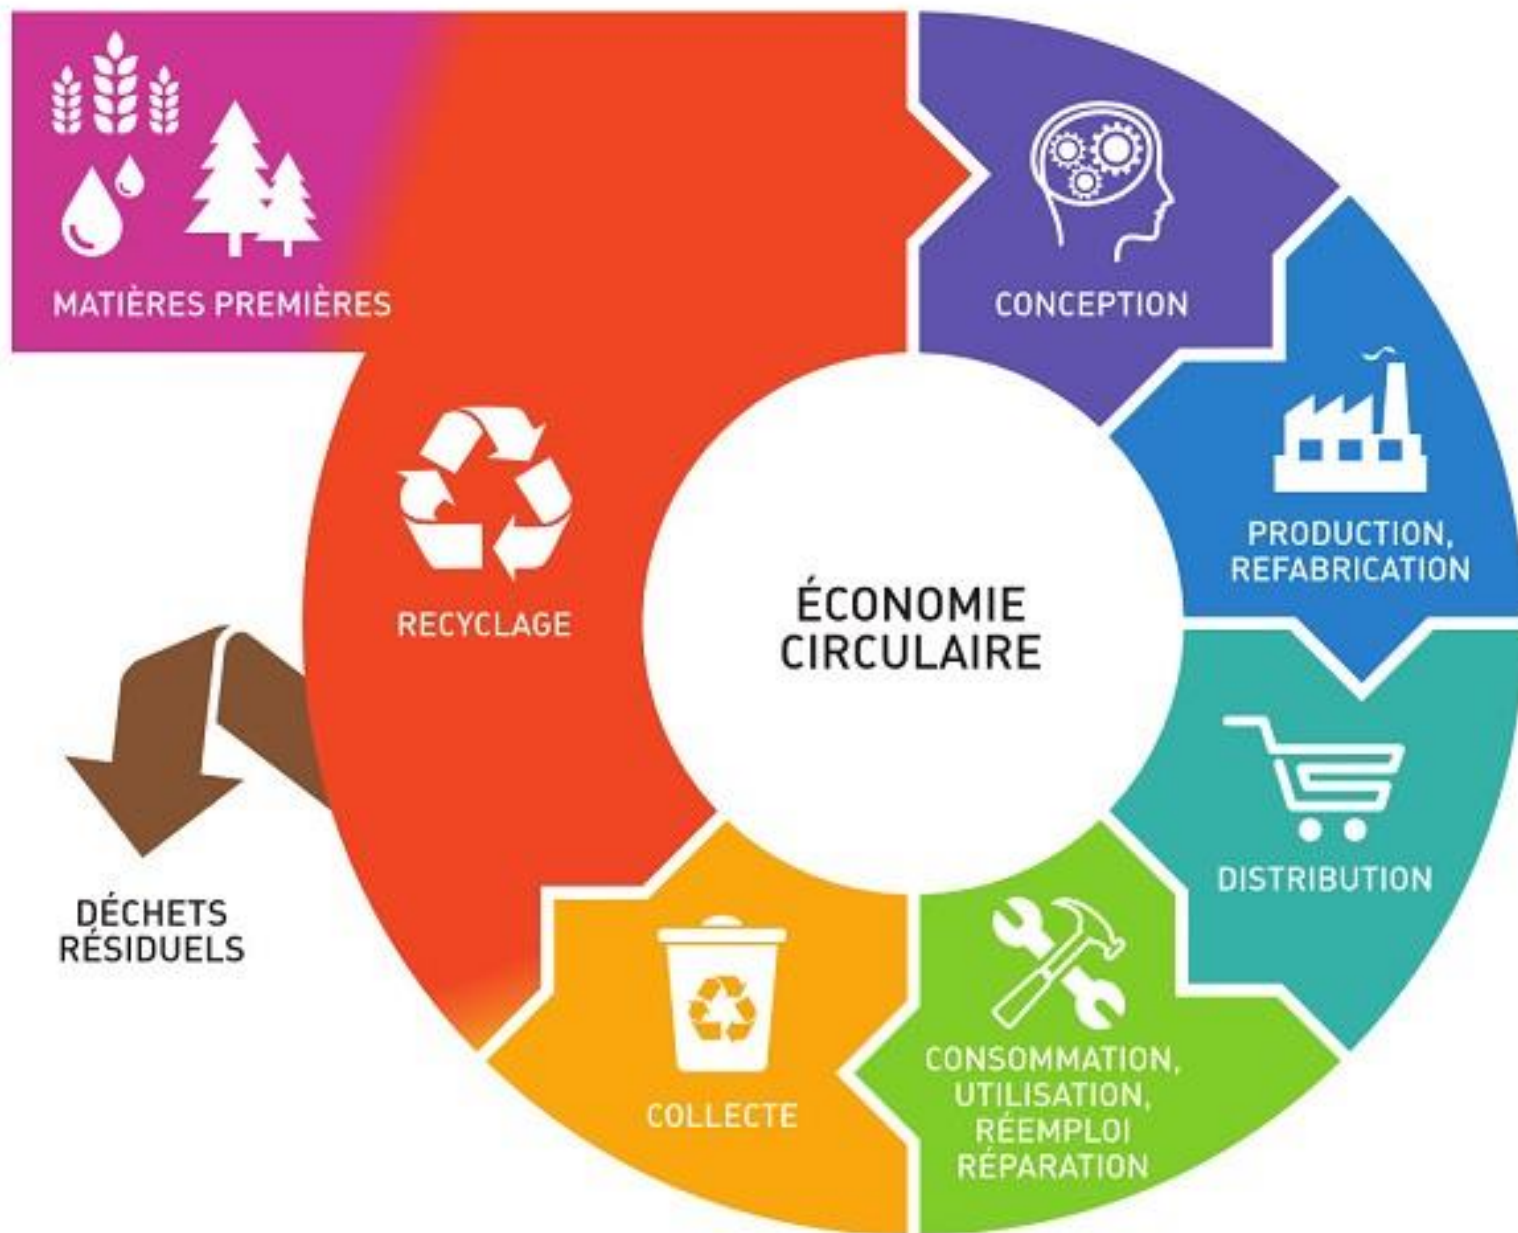 MATIÈRES PREMIÈRES
CONCEPTION
PRODUCTION,
REFABRICATION
DISTRIBUTION
CONSOMMATION,
UTILISATION,
RÉEMPLOI
RÉPARATION
COLLECTE
RECYCLAGE
DÉCHETS
RÉSIDUELS
ÉCONOMIE
CIRCULAIRE